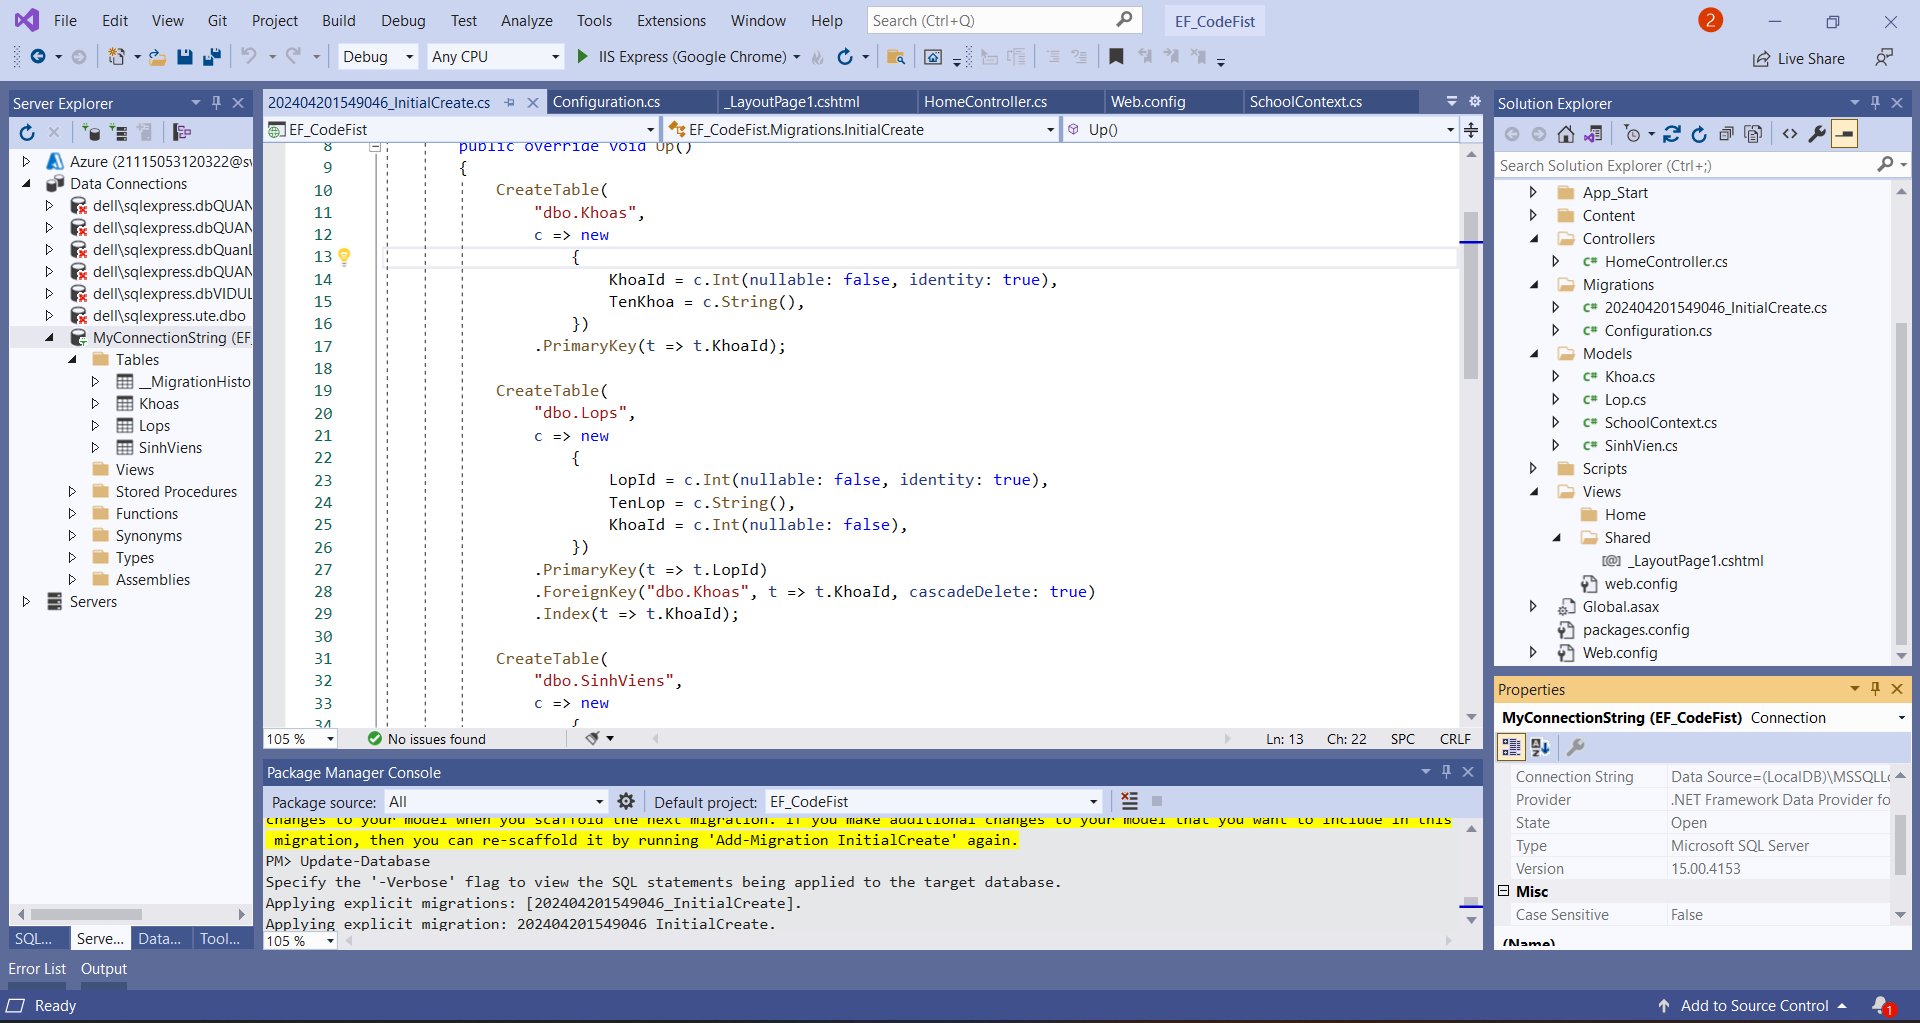 File Edit View Git Project Build Debug Test Analyze Tools Extensions Window Help Search (Ctrl+Q) EF_CodeFist 2
Debug Any CPU IIS Express (Google Chrome) Live Share
Server Explorer
Azure (21115053120322@sv
Data Connections
dell\sqlexpress.dbQUAN
dell\sqlexpress.dbQUAN
dell\sqlexpress.dbQuanL
dell\sqlexpress.dbQUAN
dell\sqlexpress.dbVIDUL
dell\sqlexpress.ute.dbo
MyConnectionString (EF_
Tables
__MigrationHisto
Khoas
Lops
SinhViens
Views
Stored Procedures
Functions
Synonyms
Types
Assemblies
Servers
SQL... Serve... Data... Tool...
202404201549046_InitialCreate.cs Configuration.cs _LayoutPage1.cshtml HomeController.cs Web.config SchoolContext.cs
EF_CodeFist EF_CodeFist.Migrations.InitialCreate Up()
8 public override void Up()
9 {
10 CreateTable(
11 "dbo.Khoas",
12 c => new
13 {
14 KhoaId = c.Int(nullable: false, identity: true),
15 TenKhoa = c.String(),
16 })
17 .PrimaryKey(t => t.KhoaId);
18
19 CreateTable(
20 "dbo.Lops",
21 c => new
22 {
23 LopId = c.Int(nullable: false, identity: true),
24 TenLop = c.String(),
25 KhoaId = c.Int(nullable: false),
26 })
27 .PrimaryKey(t => t.LopId)
28 .ForeignKey("dbo.Khoas", t => t.KhoaId, cascadeDelete: true)
29 .Index(t => t.KhoaId);
30
31 CreateTable(
32 "dbo.SinhViens",
33 c => new
34 {
105 % No issues found Ln: 13 Ch: 22 SPC CRLF
Package Manager Console
Package source: All Default project: EF_CodeFist
changes to your model when you scaffold the next migration. If you make additional changes to your model that you want to include in this
migration, then you can re-scaffold it by running 'Add-Migration InitialCreate' again.
PM> Update-Database
Specify the '-Verbose' flag to view the SQL statements being applied to the target database.
Applying explicit migrations: [202404201549046_InitialCreate].
Applying explicit migration: 202404201549046_InitialCreate.
105 %
Solution Explorer
Search Solution Explorer (Ctrl+;)
App_Start
Content
Controllers
C# HomeController.cs
Migrations
C# 202404201549046_InitialCreate.cs
C# Configuration.cs
Models
C# Khoa.cs
C# Lop.cs
C# SchoolContext.cs
C# SinhVien.cs
Scripts
Views
Home
Shared
[@] _LayoutPage1.cshtml
web.config
Global.asax
packages.config
Web.config
Properties
MyConnectionString (EF_CodeFist) Connection
Connection String Data Source=(LocalDB)\MSSQLLo
Provider .NET Framework Data Provider fo
State Open
Type Microsoft SQL Server
Version 15.00.4153
Misc
Case Sensitive False
(Name)
Error List Output
Ready Add to Source Control 1